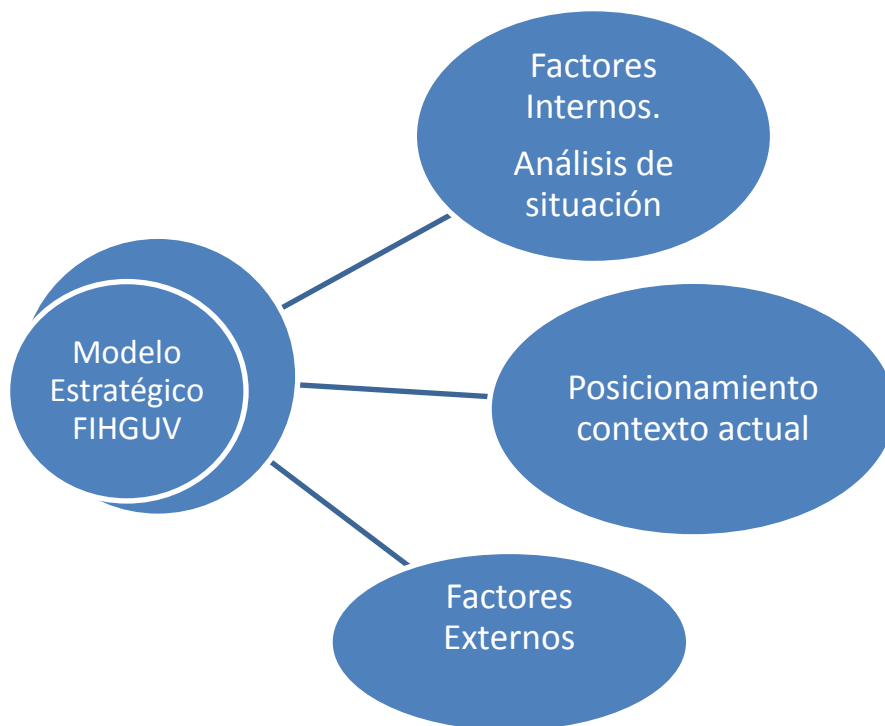 Factores
Internos.
Análisis de
situación
Modelo
Estratégico
FIHGUV
Posicionamiento
contexto actual
Factores
Externos